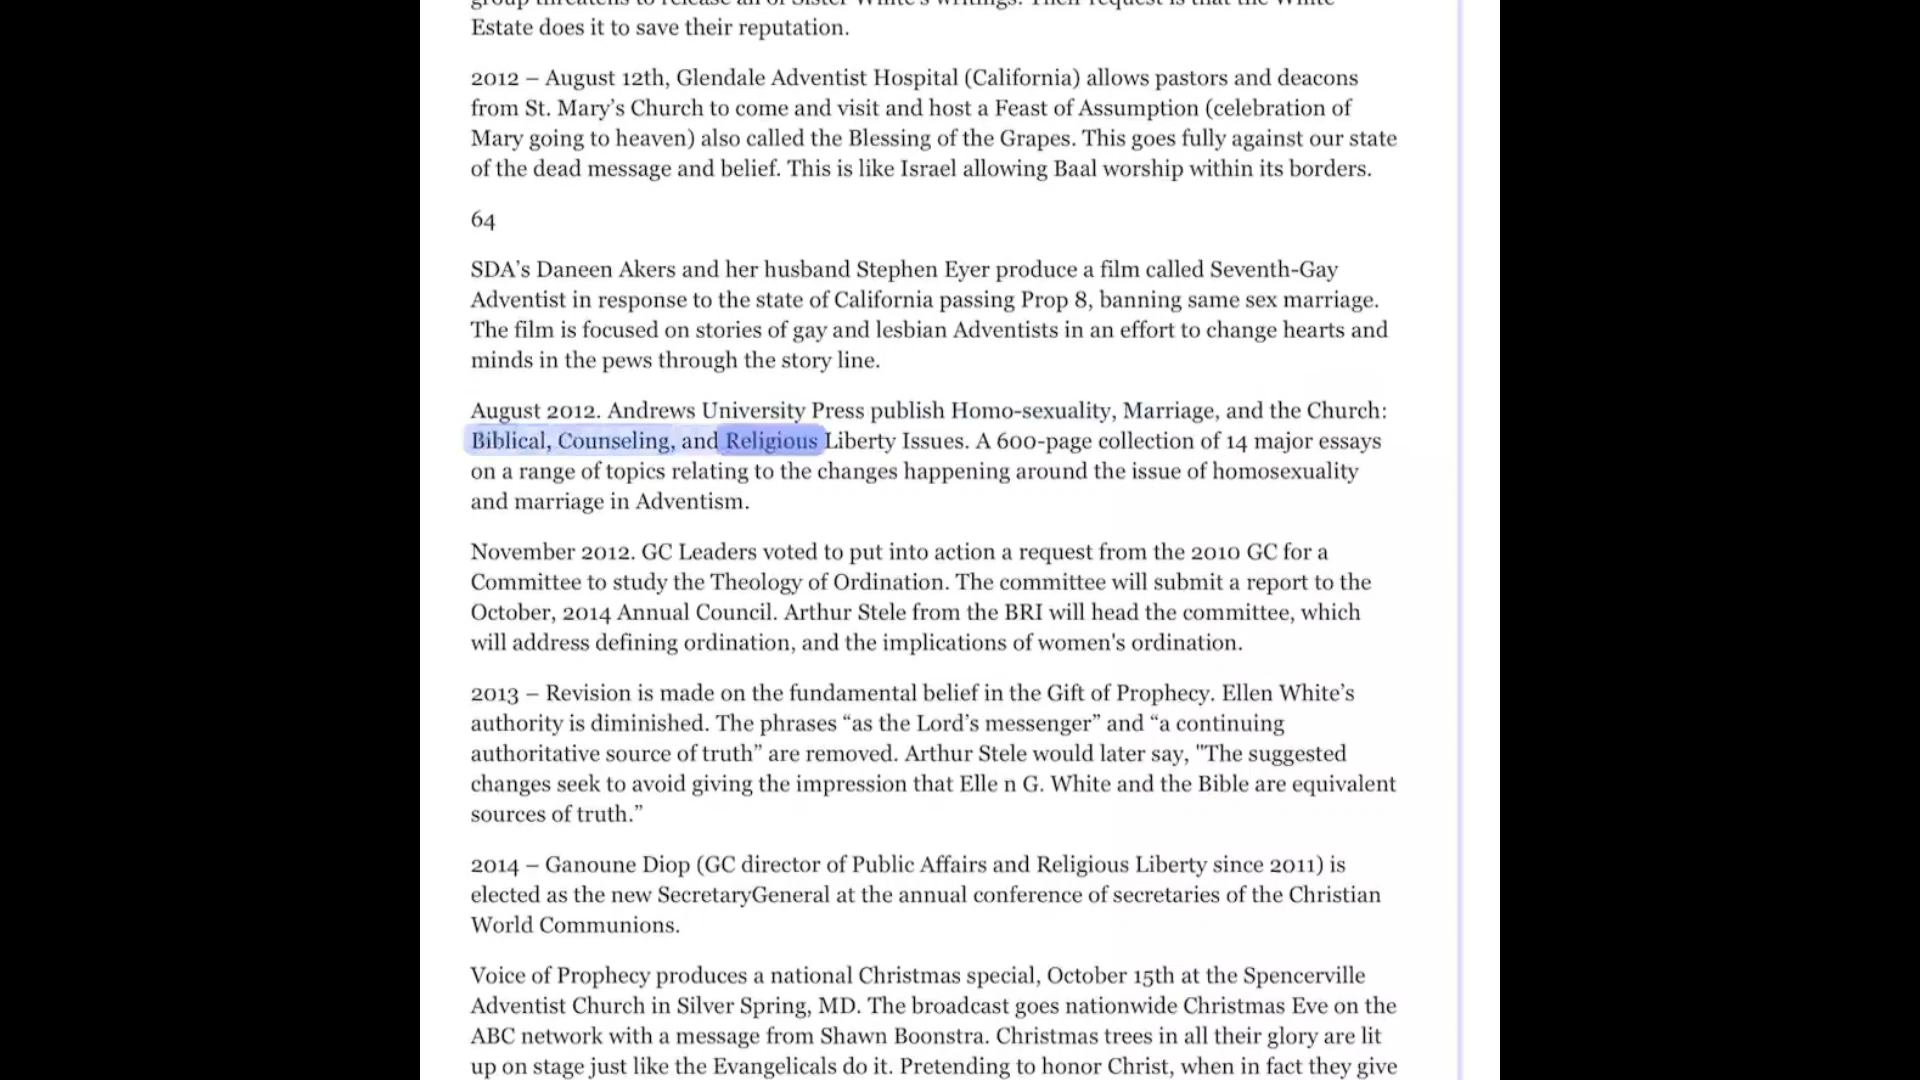 Estate does it to save their reputation.
2012 – August 12th, Glendale Adventist Hospital (California) allows pastors and deacons
from St. Mary’s Church to come and visit and host a Feast of Assumption (celebration of
Mary going to heaven) also called the Blessing of the Grapes. This goes fully against our state
of the dead message and belief. This is like Israel allowing Baal worship within its borders.
64
SDA’s Daneen Akers and her husband Stephen Eyer produce a film called Seventh-Gay
Adventist in response to the state of California passing Prop 8, banning same sex marriage.
The film is focused on stories of gay and lesbian Adventists in an effort to change hearts and
minds in the pews through the story line.
August 2012. Andrews University Press publish Homo-sexuality, Marriage, and the Church:
Biblical, Counseling, and Religious Liberty Issues. A 600-page collection of 14 major essays
on a range of topics relating to the changes happening around the issue of homosexuality
and marriage in Adventism.
November 2012. GC Leaders voted to put into action a request from the 2010 GC for a
Committee to study the Theology of Ordination. The committee will submit a report to the
October, 2014 Annual Council. Arthur Stele from the BRI will head the committee, which
will address defining ordination, and the implications of women's ordination.
2013 – Revision is made on the fundamental belief in the Gift of Prophecy. Ellen White’s
authority is diminished. The phrases “as the Lord’s messenger” and “a continuing
authoritative source of truth” are removed. Arthur Stele would later say, "The suggested
changes seek to avoid giving the impression that Elle n G. White and the Bible are equivalent
sources of truth.”
2014 – Ganoune Diop (GC director of Public Affairs and Religious Liberty since 2011) is
elected as the new SecretaryGeneral at the annual conference of secretaries of the Christian
World Communions.
Voice of Prophecy produces a national Christmas special, October 15th at the Spencerville
Adventist Church in Silver Spring, MD. The broadcast goes nationwide Christmas Eve on the
ABC network with a message from Shawn Boonstra. Christmas trees in all their glory are lit
up on stage just like the Evangelicals do it. Pretending to honor Christ, when in fact they give